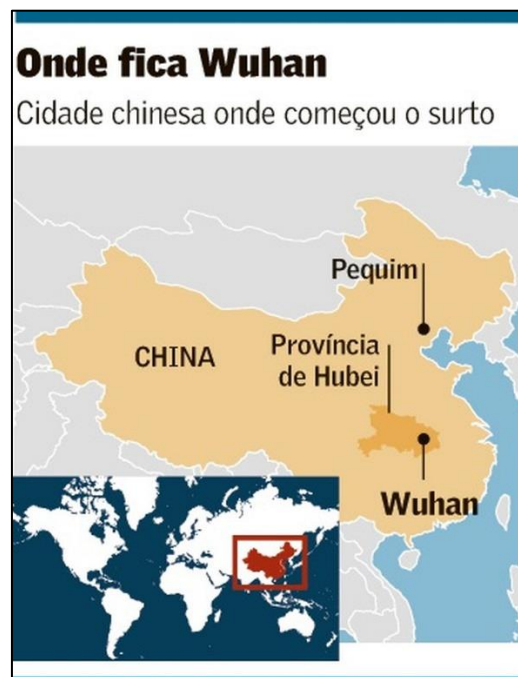 Onde fica Wuhan
Cidade chinesa onde começou o surto
Pequim
CHINA
Província
de Hubei
Wuhan